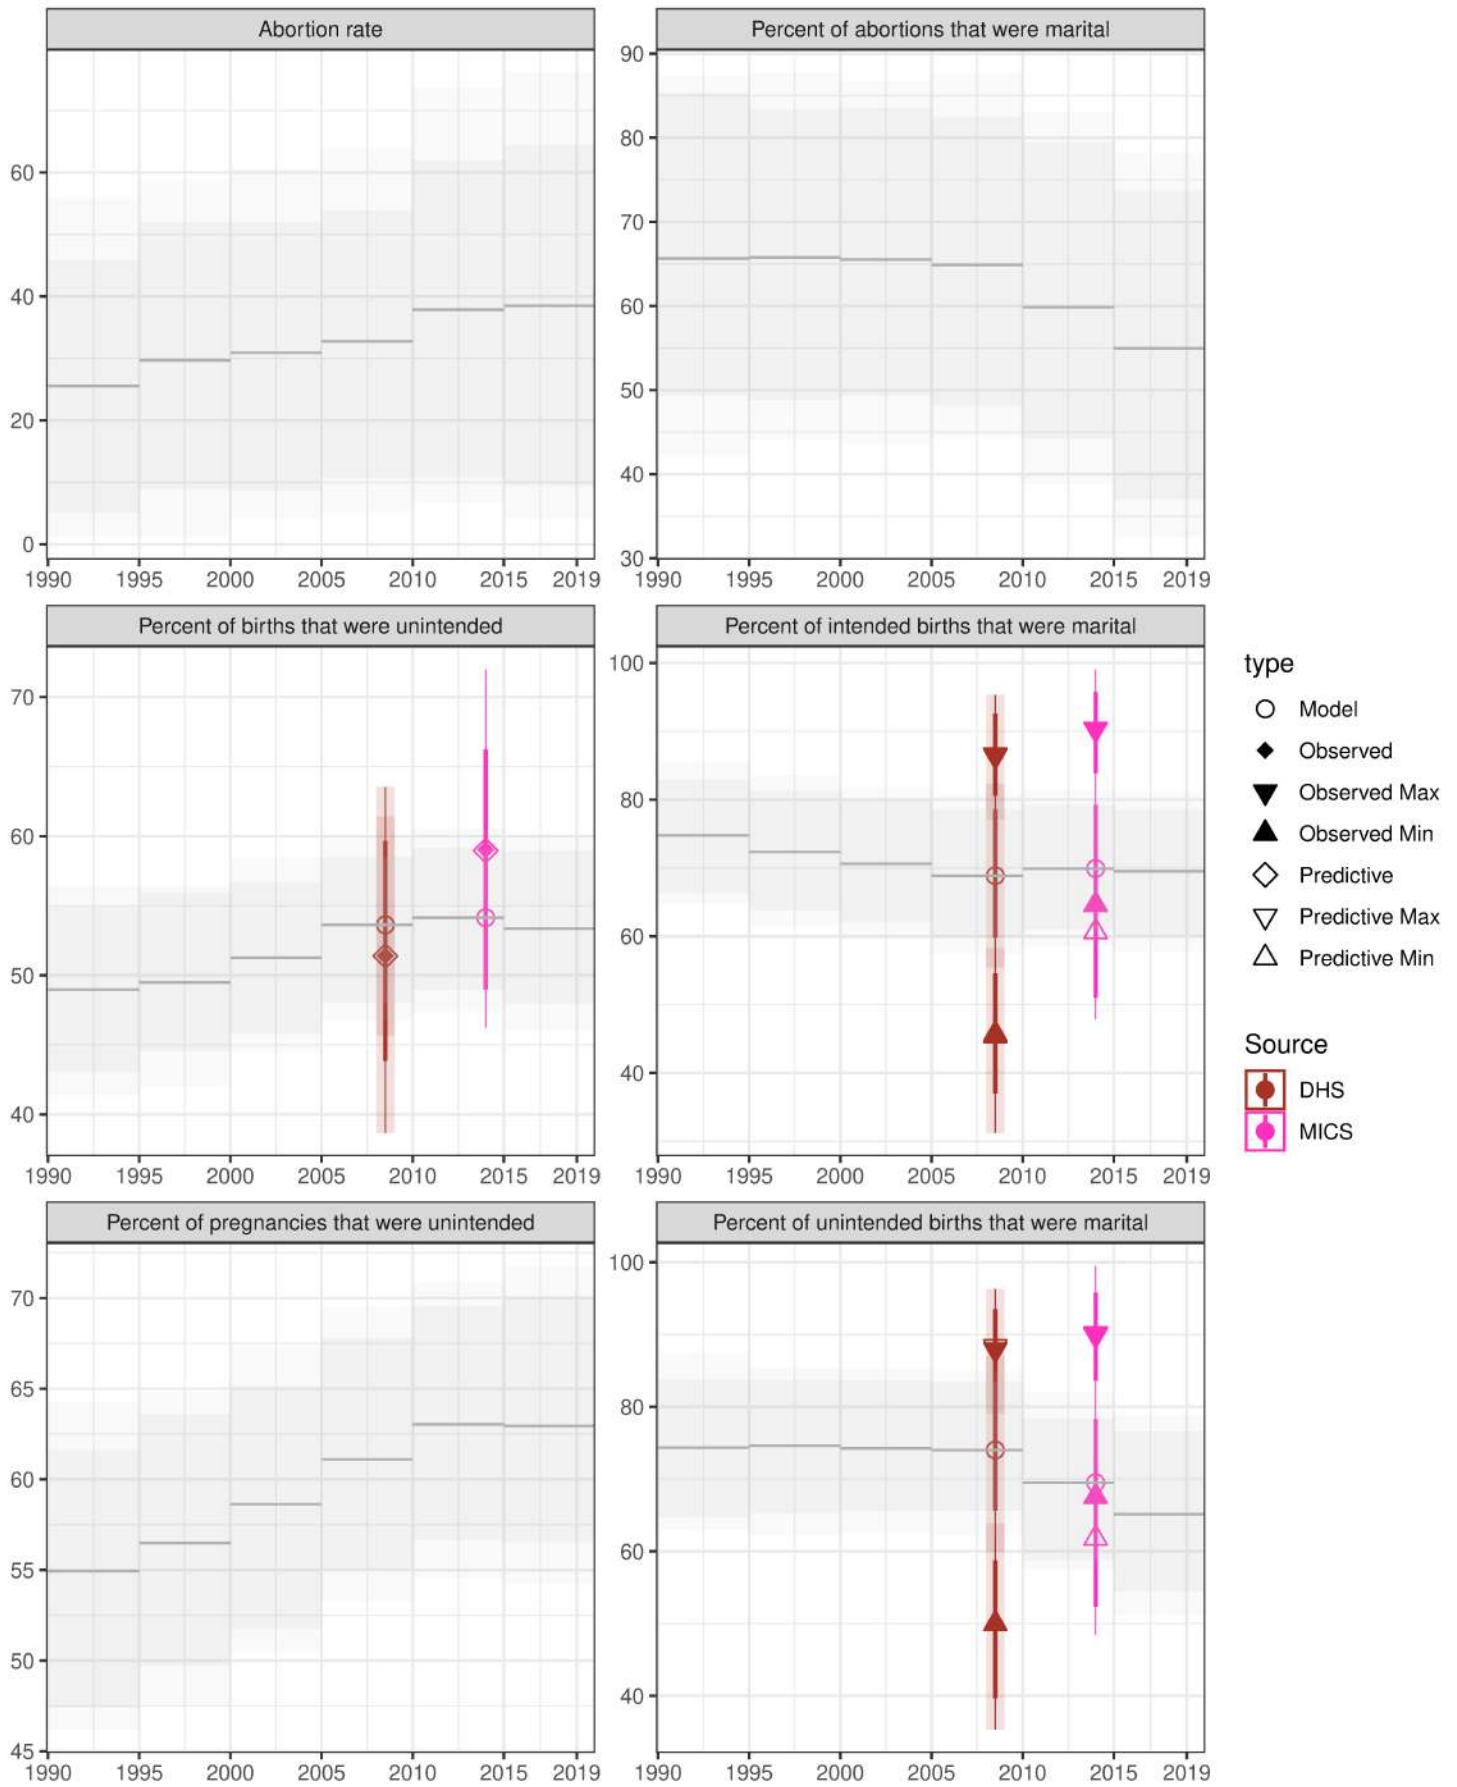 Abortion rate
60
40
20
0
1990 1995 2000 2005 2010 2015 2019
Percent of abortions that were marital
90
80
70
60
50
40
30
1990 1995 2000 2005 2010 2015 2019
Percent of births that were unintended
70
60
50
40
1990 1995 2000 2005 2010 2015 2019
Percent of intended births that were marital
100
80
60
40
1990 1995 2000 2005 2010 2015 2019
Percent of pregnancies that were unintended
70
65
60
55
50
45
1990 1995 2000 2005 2010 2015 2019
Percent of unintended births that were marital
100
80
60
40
1990 1995 2000 2005 2010 2015 2019
type
Model
Observed
Observed Max
Observed Min
Predictive
Predictive Max
Predictive Min
Source
DHS
MICS